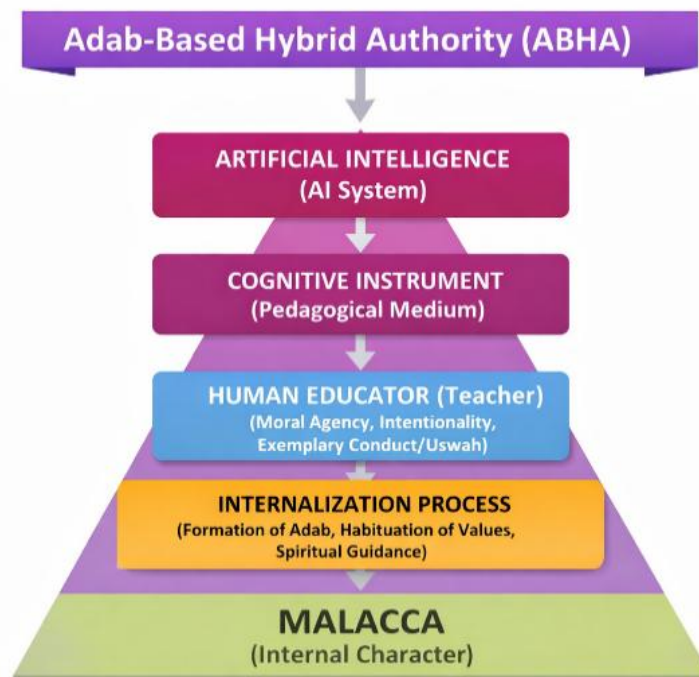 Adab-Based Hybrid Authority (ABHA)
ARTIFICIAL INTELLIGENCE
(AI System)
COGNITIVE INSTRUMENT
(Pedagogical Medium)
HUMAN EDUCATOR (Teacher)
(Moral Agency, Intentionality,
Exemplary Conduct/Uswah)
INTERNALIZATION PROCESS
(Formation of Adab, Habituation of Values,
Spiritual Guidance)
MALACCA
(Internal Character)